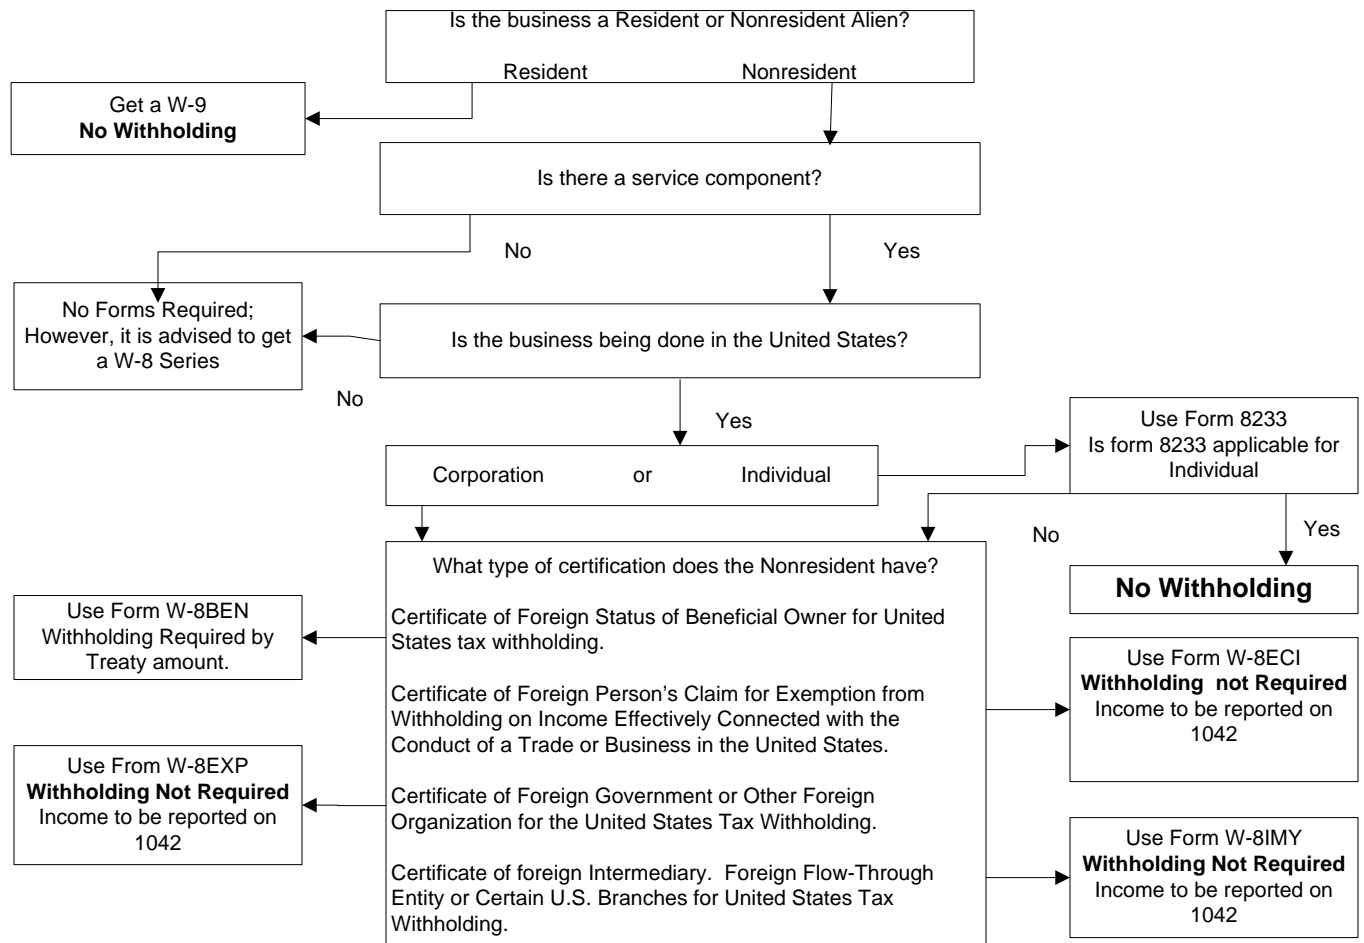 Is the business a Resident or Nonresident Alien?
Resident Nonresident
Get a W-9
No Withholding
Is there a service component?
No Yes
No Forms Required;
However, it is advised to get
a W-8 Series
Is the business being done in the United States?
No
Yes
Use Form 8233
Is form 8233 applicable for
Individual
Corporation or Individual
No
Yes
No Withholding
What type of certification does the Nonresident have?
Certificate of Foreign Status of Beneficial Owner for United
States tax withholding.
Certificate of Foreign Person's Claim for Exemption from
Withholding on Income Effectively Connected with the
Conduct of a Trade or Business in the United States.
Certificate of Foreign Government or Other Foreign
Organization for the United States Tax Withholding.
Certificate of foreign Intermediary. Foreign Flow-Through
Entity or Certain U.S. Branches for United States Tax
Withholding.
Use Form W-8BEN
Withholding Required by
Treaty amount.
Use Form W-8ECI
Withholding not Required
Income to be reported on
1042
Use From W-8EXP
Withholding Not Required
Income to be reported on
1042
Use Form W-8IMY
Withholding Not Required
Income to be reported on
1042